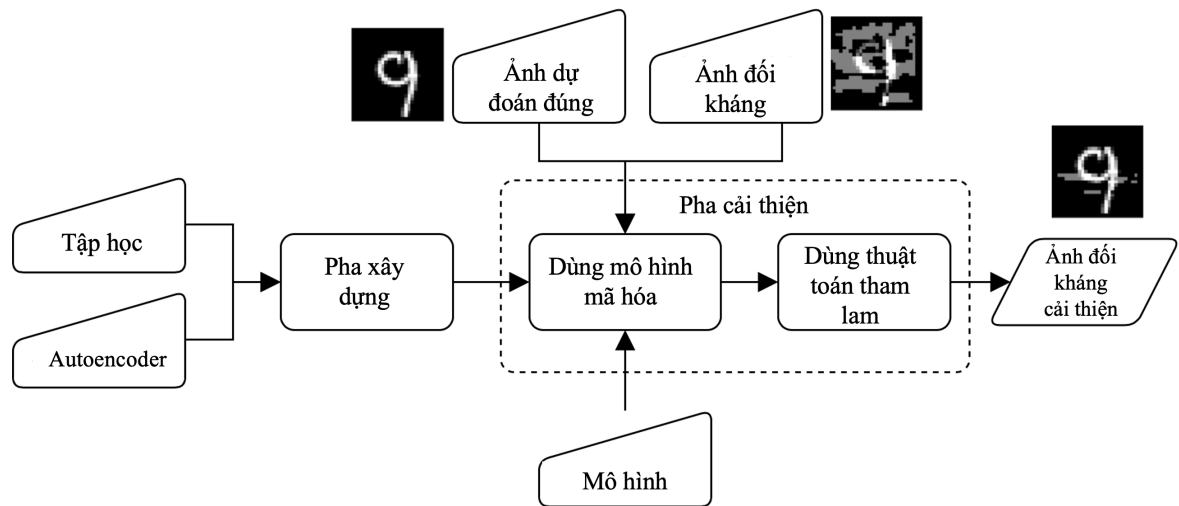 Ảnh dự
đoán đúng
Ảnh đối
kháng
Pha cải thiện
Tập học
Autoencoder
Pha xây
dựng
Dùng mô hình
mã hóa
Dùng thuật
toán tham
lam
Ảnh đối
kháng
cải thiện
Mô hình